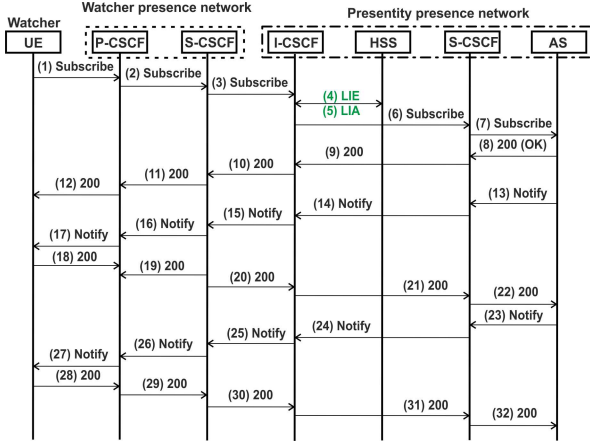 Watcher presence network
Presentity presence network
Watcher
UE
P-CSCF
S-CSCF
I-CSCF
HSS
S-CSCF
AS
(1) Subscribe
(2) Subscribe
(3) Subscribe
(4) LIE
(5) LIA
(6) Subscribe
(7) Subscribe
(8) 200 (OK)
(9) 200
(10) 200
(11) 200
(12) 200
(13) Notify
(14) Notify
(15) Notify
(16) Notify
(17) Notify
(18) 200
(19) 200
(20) 200
(21) 200
(22) 200
(23) Notify
(24) Notify
(25) Notify
(26) Notify
(27) Notify
(28) 200
(29) 200
(30) 200
(31) 200
(32) 200